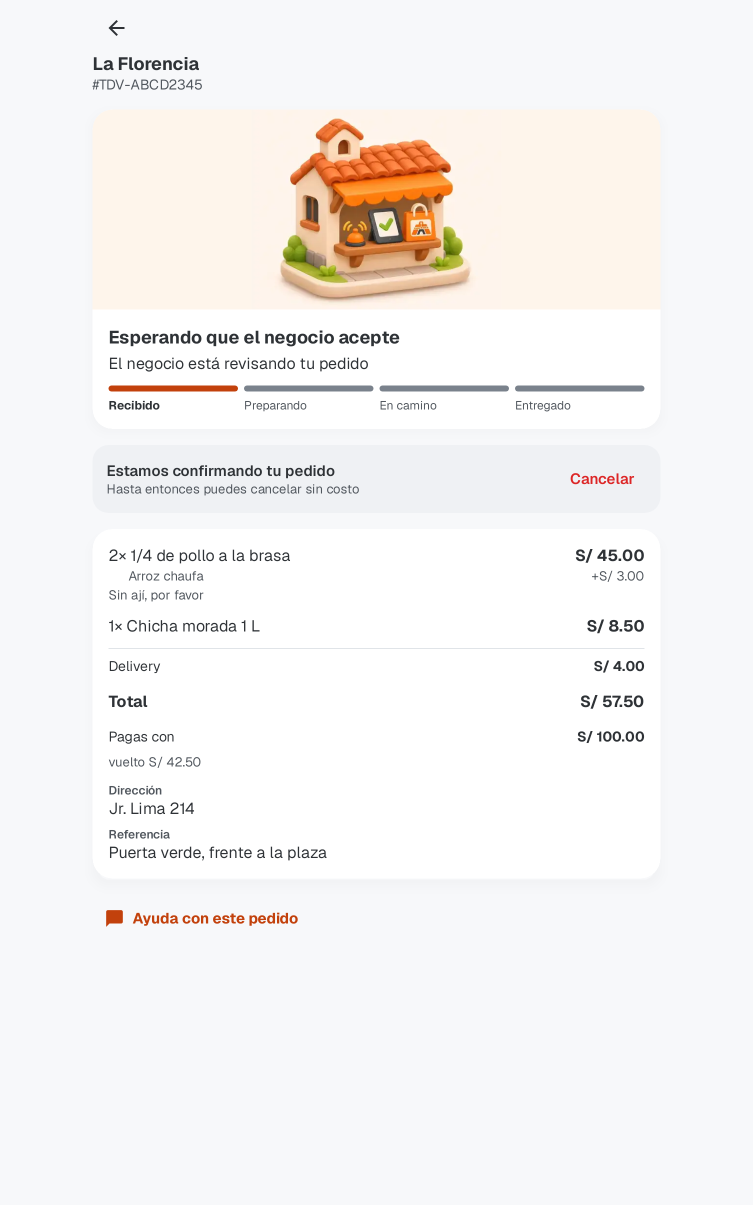 La Florencia
#TDV-ABCD2345
Esperando que el negocio acepte
El negocio está revisando tu pedido
Recibido Preparando En camino Entregado
Estamos confirmando tu pedido
Hasta entonces puedes cancelar sin costo
Cancelar
2× 1/4 de pollo a la brasa S/ 45.00
Arroz chaufa +S/ 3.00
Sin ají, por favor
1× Chicha morada 1 L S/ 8.50
Delivery S/ 4.00
Total S/ 57.50
Pagas con S/ 100.00
vuelto S/ 42.50
Dirección
Jr. Lima 214
Referencia
Puerta verde, frente a la plaza
Ayuda con este pedido